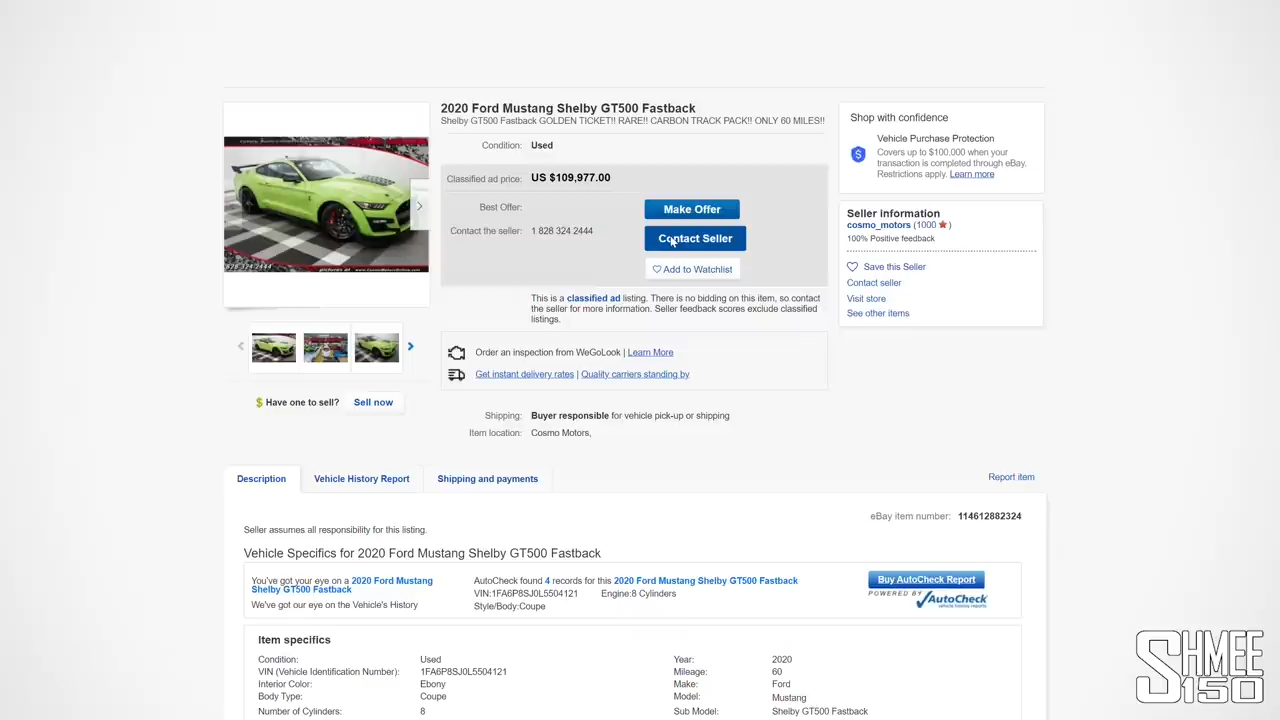 2020 Ford Mustang Shelby GT500 Fastback
Shelby GT500 Fastback GOLDEN TICKET!! RARE!! CARBON TRACK PACK!! ONLY 60 MILES!!
Condition: Used
Classified ad price: US $109,977.00
Best Offer:
Make Offer
Contact the seller: 1 828 324 2444
Contact Seller
Add to Watchlist
This is a classified ad listing. There is no bidding on this item, so contact
the seller for more information. Seller feedback scores exclude classified
listings.
Order an inspection from WeGoLook | Learn More
Get instant delivery rates | Quality carriers standing by
Shipping: Buyer responsible for vehicle pick-up or shipping
Item location: Cosmo Motors,
$ Have one to sell? Sell now
Shop with confidence
Vehicle Purchase Protection
Covers up to $100,000 when your
transaction is completed through eBay.
Restrictions apply. Learn more
Seller information
cosmo_motors (1000 ★ )
100% Positive feedback
Save this Seller
Contact seller
Visit store
See other items
Description
Vehicle History Report
Shipping and payments
Report item
eBay item number: 114612882324
Seller assumes all responsibility for this listing.
Vehicle Specifics for 2020 Ford Mustang Shelby GT500 Fastback
You've got your eye on a 2020 Ford Mustang
Shelby GT500 Fastback
We've got our eye on the Vehicle's History
AutoCheck found 4 records for this 2020 Ford Mustang Shelby GT500 Fastback
VIN:1FA6P8SJ0L5504121 Engine:8 Cylinders
Style/Body:Coupe
Buy AutoCheck Report
POWERED BY
AutoCheck
vehicle history reports
Item specifics
Condition: Used
Year: 2020
VIN (Vehicle Identification Number): 1FA6P8SJ0L5504121
Mileage: 60
Interior Color: Ebony
Make: Ford
Body Type: Coupe
Model: Mustang
Number of Cylinders: 8
Sub Model: Shelby GT500 Fastback
SHMEE
150